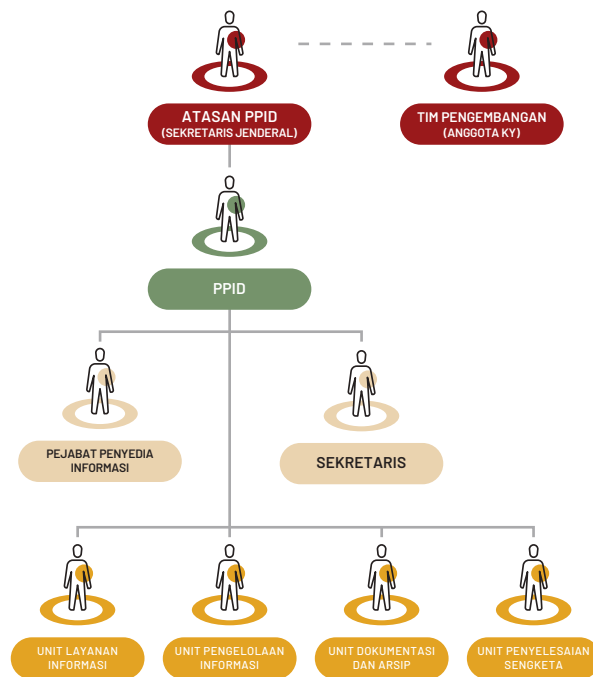 ATASAN PPID
(SEKRETARIS JENDERAL)
TIM PENGEMBANGAN
(ANGGOTA KY)
PPID
PEJABAT PENYEDIA
INFORMASI
SEKRETARIS
UNIT LAYANAN
INFORMASI
UNIT PENGELOLAAN
INFORMASI
UNIT DOKUMENTASI
DAN ARSIP
UNIT PENYELESAIAN
SENGKETA